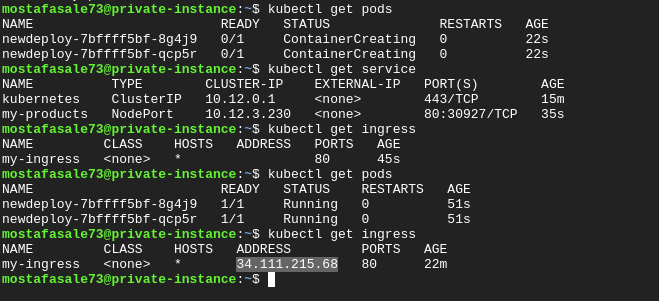 mostafasale73@private-instance:~$ kubectl get pods
NAME                         READY   STATUS              RESTARTS   AGE
newdeploy-7bffff5bf-8g4j9   0/1     ContainerCreating   0          22s
newdeploy-7bffff5bf-qcp5r   0/1     ContainerCreating   0          22s
mostafasale73@private-instance:~$ kubectl get service
NAME          TYPE        CLUSTER-IP    EXTERNAL-IP   PORT(S)        AGE
kubernetes    ClusterIP   10.12.0.1     <none>        443/TCP        15m
my-products   NodePort    10.12.3.230   <none>        80:30927/TCP   35s
mostafasale73@private-instance:~$ kubectl get ingress
NAME         CLASS    HOSTS   ADDRESS   PORTS   AGE
my-ingress   <none>   *                 80      45s
mostafasale73@private-instance:~$ kubectl get pods
NAME                         READY   STATUS    RESTARTS   AGE
newdeploy-7bffff5bf-8g4j9   1/1     Running   0          51s
newdeploy-7bffff5bf-qcp5r   1/1     Running   0          51s
mostafasale73@private-instance:~$ kubectl get ingress
NAME         CLASS    HOSTS   ADDRESS         PORTS   AGE
my-ingress   <none>   *       34.111.215.68   80      22m
mostafasale73@private-instance:~$